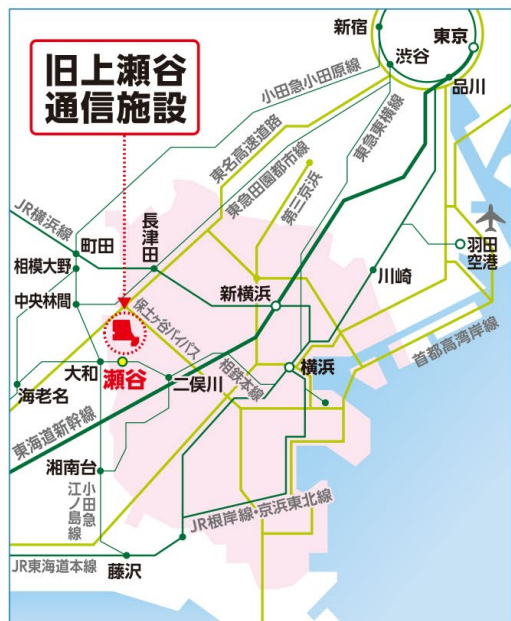 旧上瀬谷
通信施設
新宿
東京
渋谷
品川
小田急小田原線
東名高速道路
東急田園都市線
東急東横線
第三京浜
JR横浜線
町田
長津田
相模大野
中央林間
羽田
空港
川崎
新横浜
保土ヶ谷バイパス
首都高湾岸線
大和
瀬谷
二俣川
相鉄本線
横浜
海老名
東海道新幹線
湘南台
小田急
江ノ島線
JR根岸線・京浜東北線
JR東海道本線
藤沢